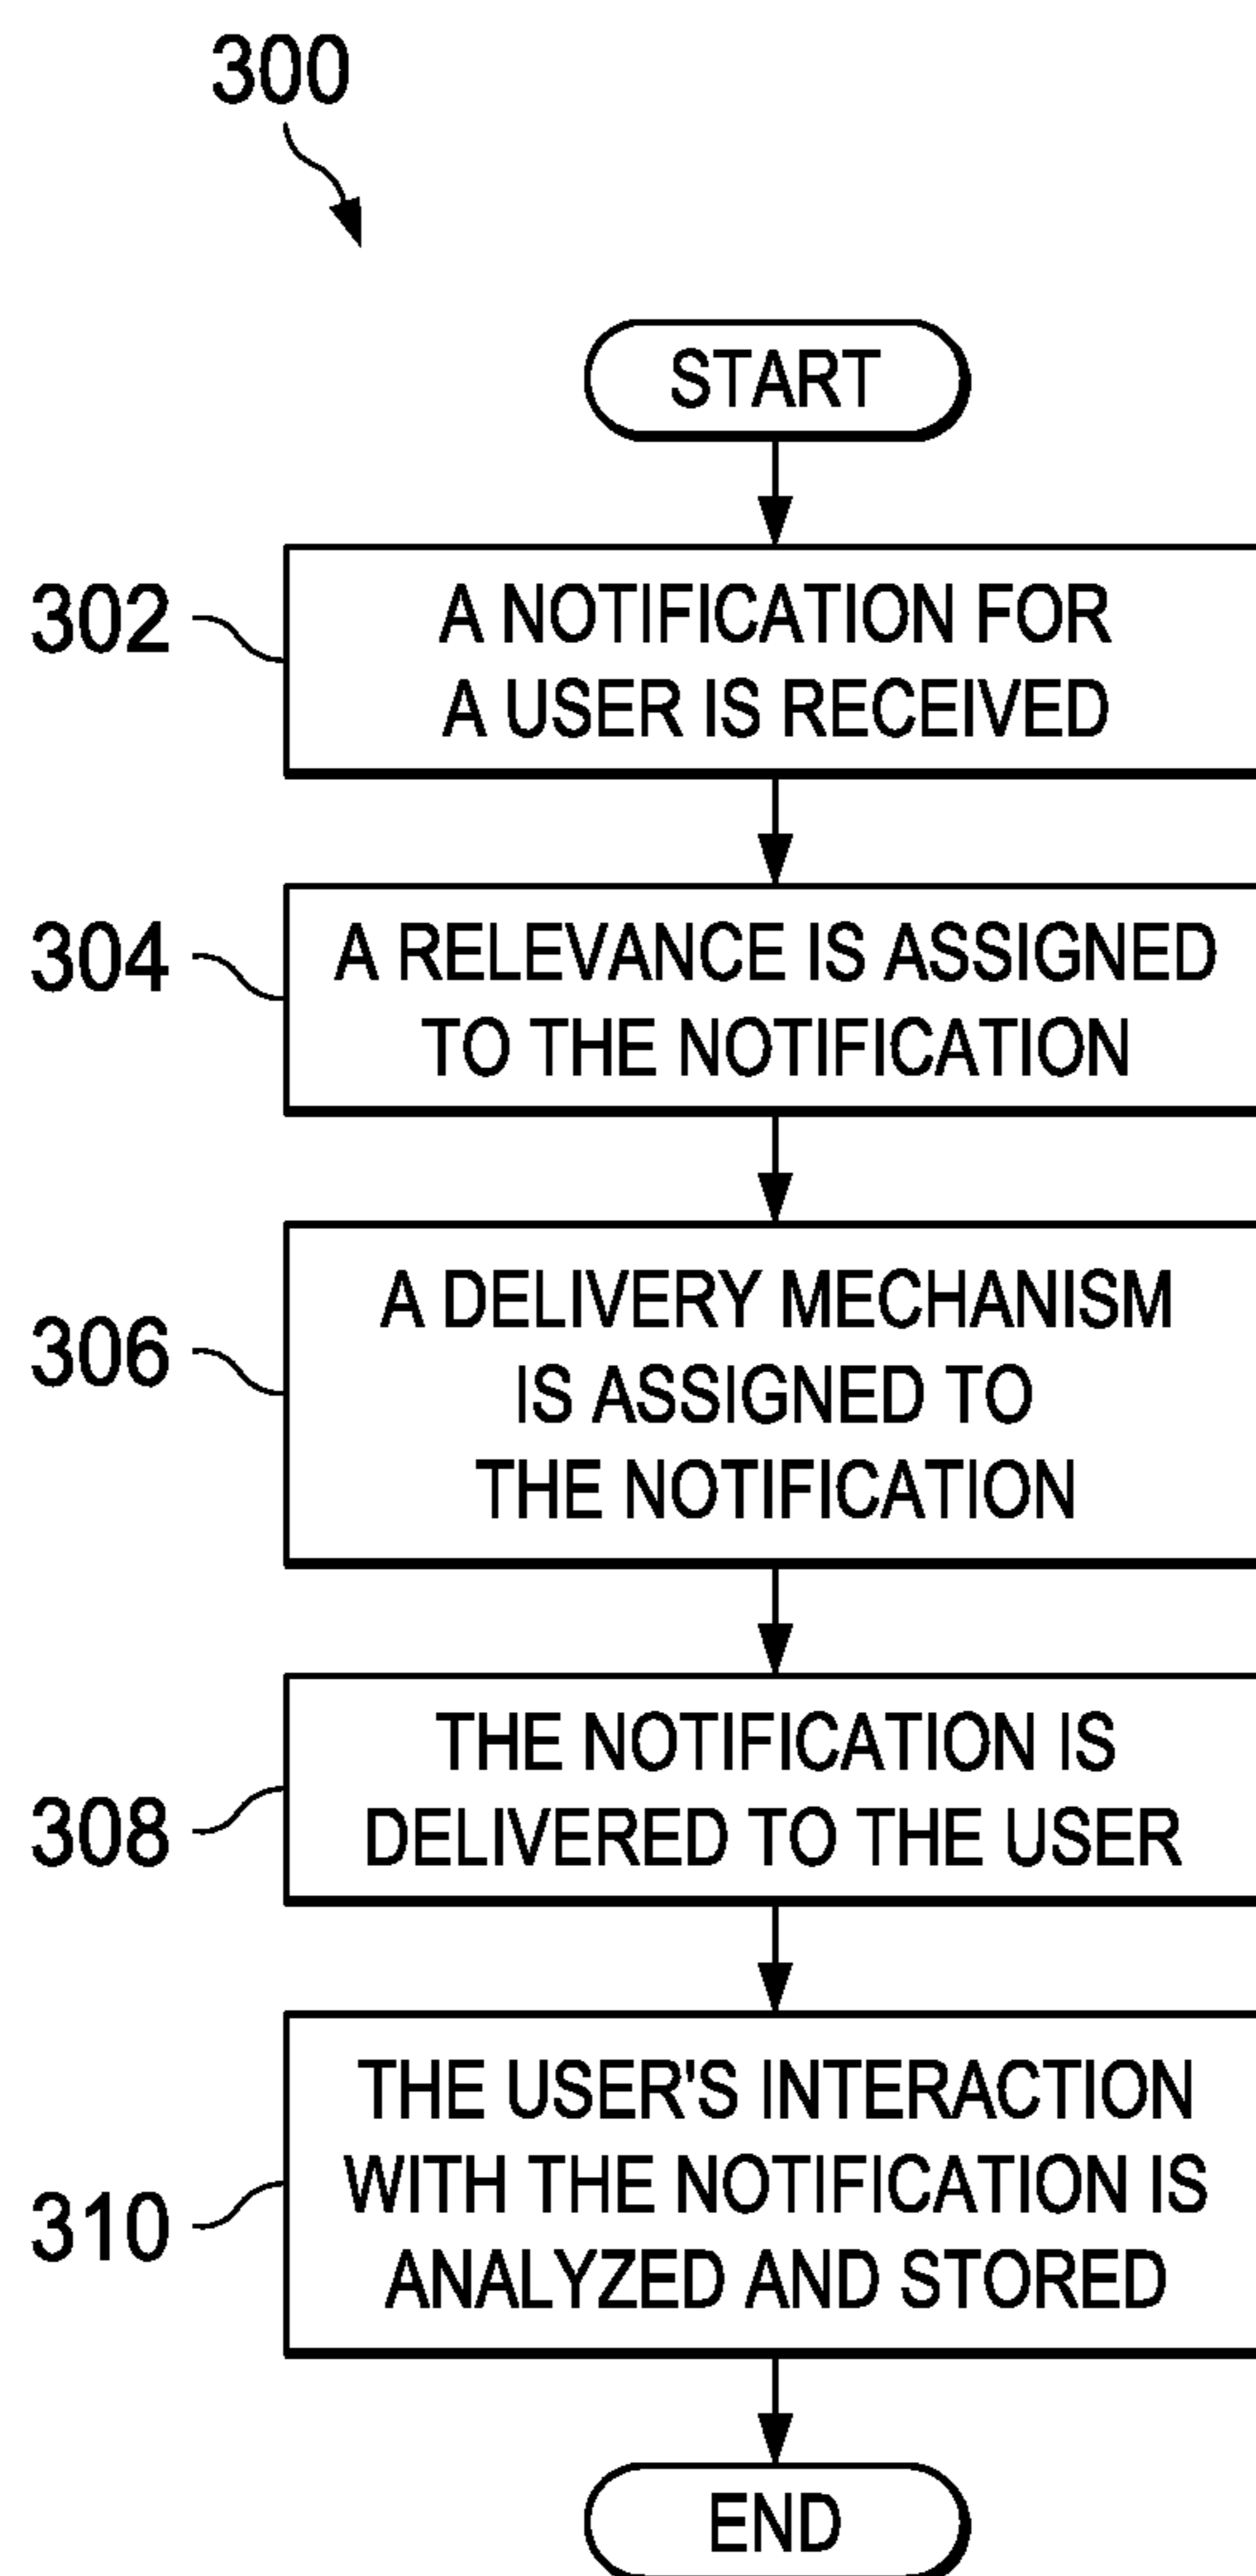 300
START
302
A NOTIFICATION FOR
A USER IS RECEIVED
304
A RELEVANCE IS ASSIGNED
TO THE NOTIFICATION
306
A DELIVERY MECHANISM
IS ASSIGNED TO
THE NOTIFICATION
308
THE NOTIFICATION IS
DELIVERED TO THE USER
310
THE USER'S INTERACTION
WITH THE NOTIFICATION IS
ANALYZED AND STORED
END